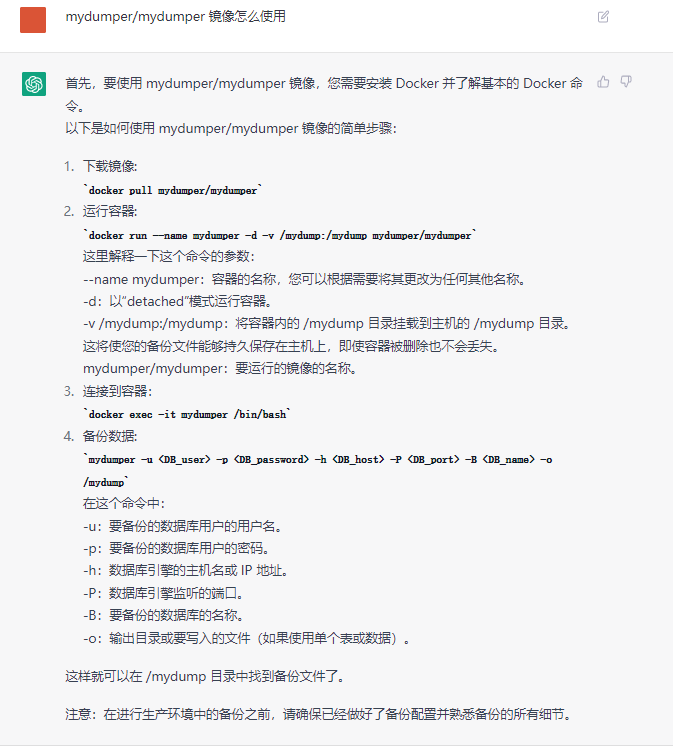 mydumper/mydumper 镜像怎么使用
首先，要使用 mydumper/mydumper 镜像，您需要安装 Docker 并了解基本的 Docker 命
令。
以下是如何使用 mydumper/mydumper 镜像的简单步骤：
1. 下载镜像:
`docker pull mydumper/mydumper`
2. 运行容器:
`docker run --name mydumper -d -v /mydump:/mydump mydumper/mydumper`
这里解释一下这个命令的参数：
--name mydumper：容器的名称，您可以根据需要将其更改为任何其他名称。
-d：以“detached”模式运行容器。
-v /mydump:/mydump：将容器内的 /mydump 目录挂载到主机的 /mydump 目录。
这将使您的备份文件能够持久保存在主机上，即使容器被删除也不会丢失。
mydumper/mydumper：要运行的镜像的名称。
3. 连接到容器：
`docker exec -it mydumper /bin/bash`
4. 备份数据:
`mydumper -u <DB_user> -p <DB_password> -h <DB_host> -P <DB_port> -B <DB_name> -o
/mydump`
在这个命令中：
-u：要备份的数据库用户的用户名。
-p：要备份的数据库用户的密码。
-h：数据库引擎的主机名或 IP 地址。
-P：数据库引擎监听的端口。
-B：要备份的数据库的名称。
-o：输出目录或要写入的文件（如果使用单个表或数据）。
这样就可以在 /mydump 目录中找到备份文件了。
注意：在进行生产环境中的备份之前，请确保已经做好了备份配置并熟悉备份的所有细节。